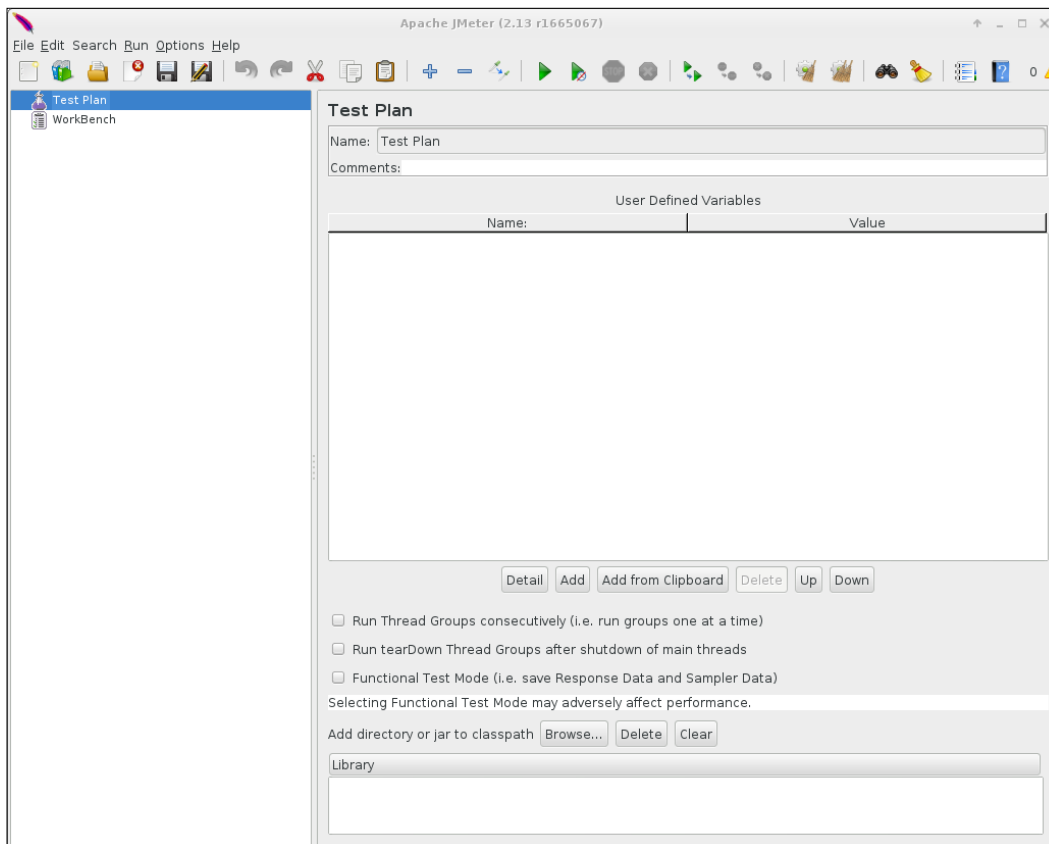 Apache JMeter (2.13 r1665067)
File Edit Search Run Options Help
STOP
?
0
Test Plan
WorkBench
Test Plan
Name: Test Plan
Comments:
User Defined Variables
Name: Value
Detail Add Add from Clipboard Delete Up Down
Run Thread Groups consecutively (i.e. run groups one at a time)
Run tearDown Thread Groups after shutdown of main threads
Functional Test Mode (i.e. save Response Data and Sampler Data)
Selecting Functional Test Mode may adversely affect performance.
Add directory or jar to classpath Browse... Delete Clear
Library